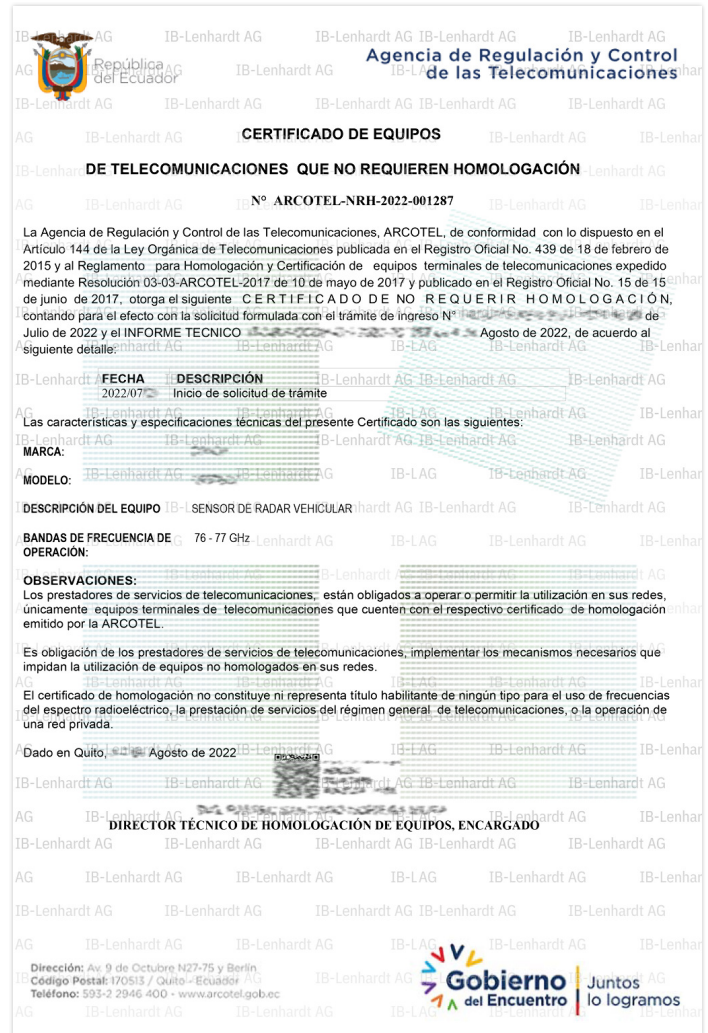 República
del Ecuador
Agencia de Regulación y Control
de las Telecomunicaciones
CERTIFICADO DE EQUIPOS
DE TELECOMUNICACIONES QUE NO REQUIEREN HOMOLOGACIÓN
N° ARCOTEL-NRH-2022-001287
La Agencia de Regulación y Control de las Telecomunicaciones, ARCOTEL, de conformidad con lo dispuesto en el
Artículo 144 de la Ley Orgánica de Telecomunicaciones publicada en el Registro Oficial No. 439 de 18 de febrero de
2015 y al Reglamento para Homologación y Certificación de equipos terminales de telecomunicaciones expedido
mediante Resolución 03-03-ARCOTEL-2017 de 10 de mayo de 2017 y publicado en el Registro Oficial No. 15 de 15
de junio de 2017, otorga el siguiente C E R T I F I C A D O D E NO R E Q U E R I R H O M O L O G A C I Ó N,
contando para el efecto con la solicitud formulada con el trámite de ingreso N° de
Julio de 2022 y el INFORME TECNICO Agosto de 2022, de acuerdo al
siguiente detalle:
FECHA DESCRIPCIÓN
2022/07 Inicio de solicitud de trámite
Las características y especificaciones técnicas del presente Certificado son las siguientes:
MARCA:
MODELO:
DESCRIPCIÓN DEL EQUIPO SENSOR DE RADAR VEHICULAR
BANDAS DE FRECUENCIA DE 76 - 77 GHz
OPERACIÓN:
OBSERVACIONES:
Los prestadores de servicios de telecomunicaciones, están obligados a operar o permitir la utilización en sus redes,
únicamente equipos terminales de telecomunicaciones que cuenten con el respectivo certificado de homologación
emitido por la ARCOTEL.
Es obligación de los prestadores de servicios de telecomunicaciones, implementar los mecanismos necesarios que
impidan la utilización de equipos no homologados en sus redes.
El certificado de homologación no constituye ni representa título habilitante de ningún tipo para el uso de frecuencias
del espectro radioeléctrico, la prestación de servicios del régimen general de telecomunicaciones, o la operación de
una red privada.
Dado en Quito, Agosto de 2022
DIRECTOR TÉCNICO DE HOMOLOGACIÓN DE EQUIPOS, ENCARGADO
Dirección: Av. 9 de Octubre N27-75 y Berlín
Código Postal: 170513 / Quito - Ecuador
Teléfono: 593-2 2946 400 - www.arcotel.gob.ec
Gobierno
del Encuentro
Juntos
lo logramos
IB-Lenhardt AG